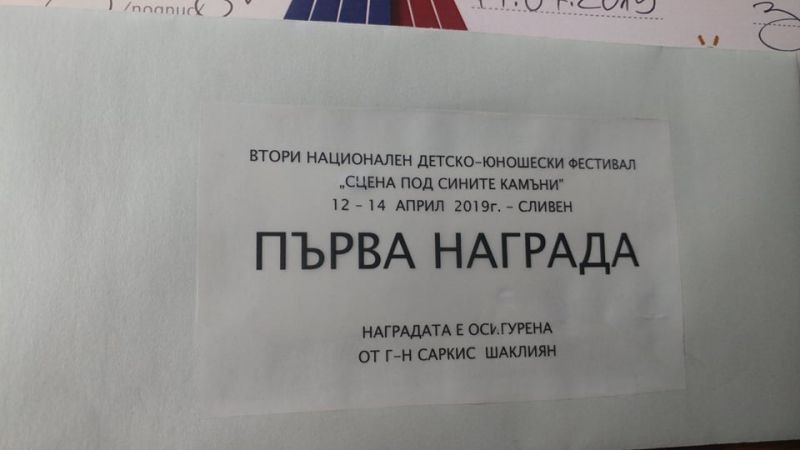 /подпис
ВТОРИ НАЦИОНАЛЕН ДЕТСКО-ЮНОШЕСКИ ФЕСТИВАЛ
„СЦЕНА ПОД СИНИТЕ КАМЪНИ"
12 – 14 АПРИЛ 2019г. – СЛИВЕН
ПЪРВА НАГРАДА
НАГРАДАТА Е ОСИГУРЕНА
ОТ Г-Н САРКИС ШАКЛИЯН